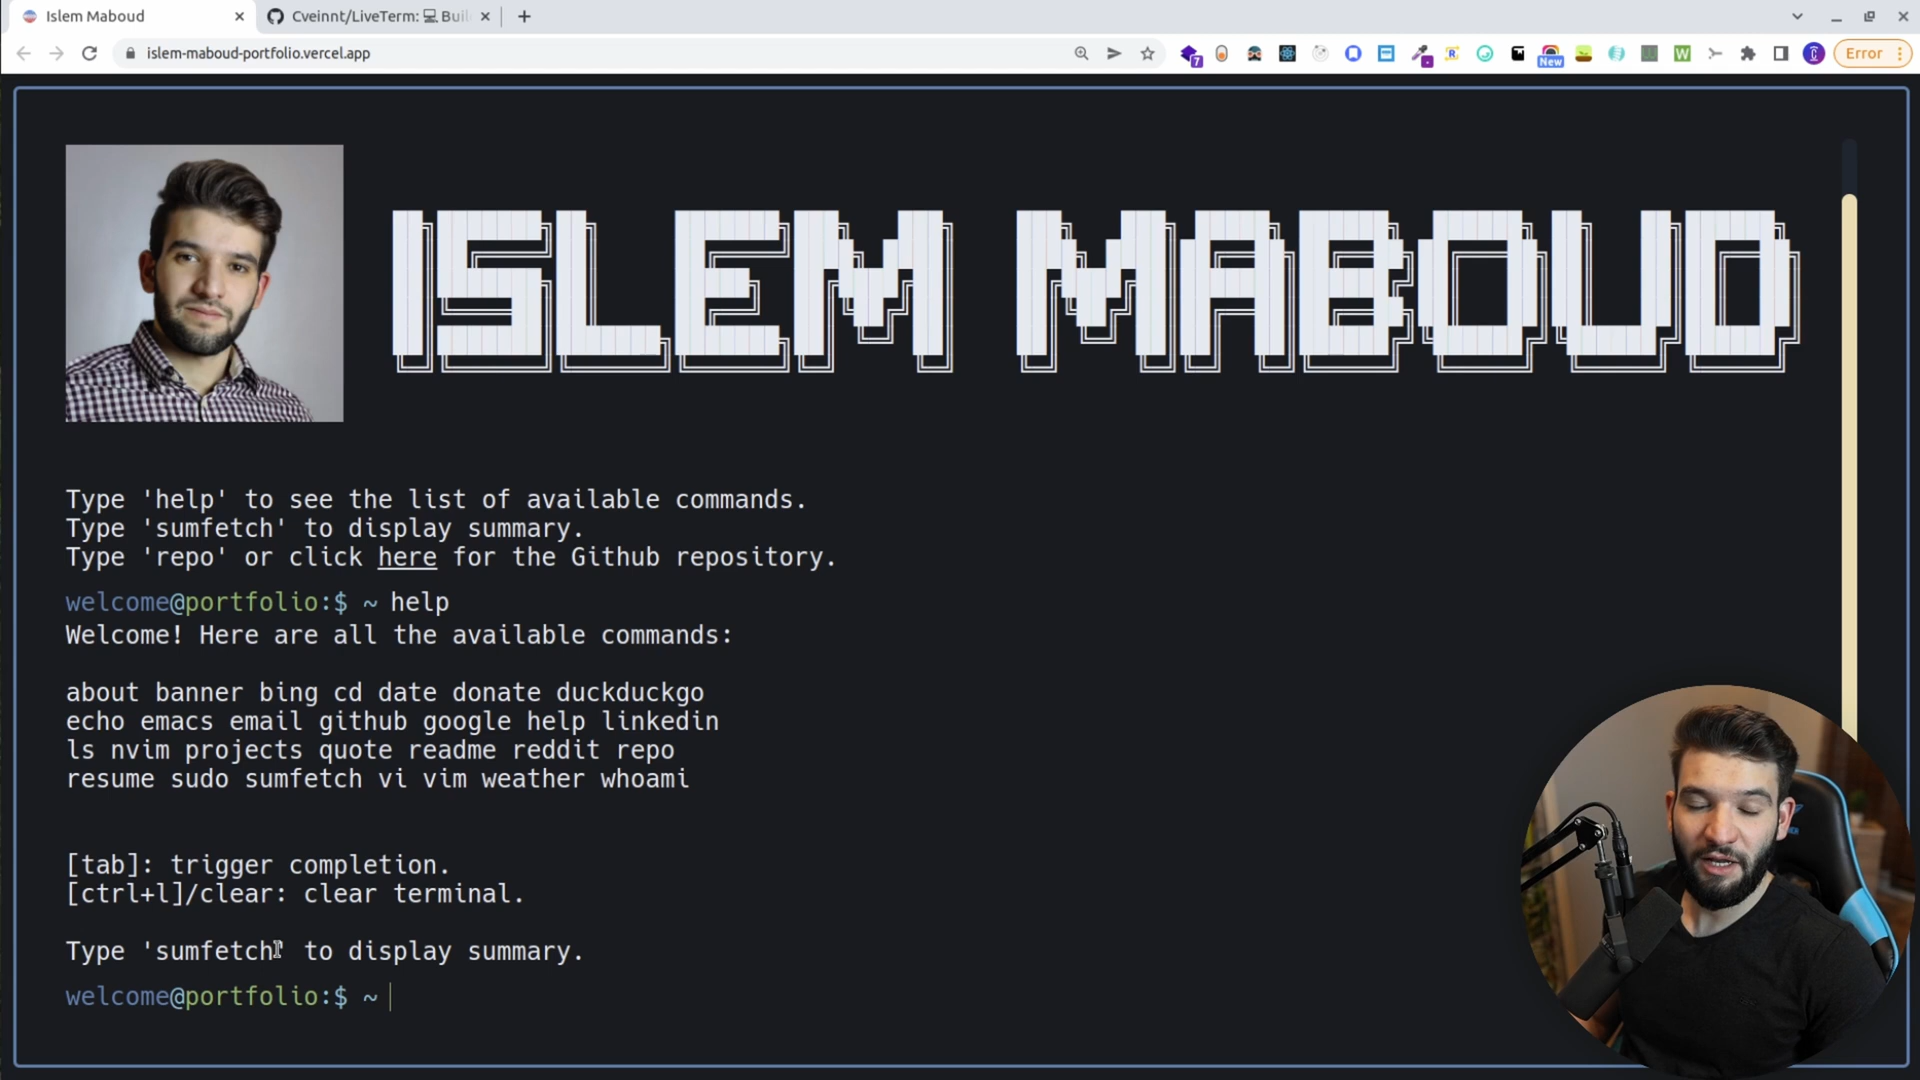 Islem Maboud
Cveinnt/LiveTerm: 💻 Buil
islem-maboud-portfolio.vercel.app
7
New
W
Error
ISLEM MABOUD
Type 'help' to see the list of available commands.
Type 'sumfetch' to display summary.
Type 'repo' or click here for the Github repository.
welcome@portfolio:$ ~ help
Welcome! Here are all the available commands:
about banner bing cd date donate duckduckgo
echo emacs email github google help linkedin
ls nvim projects quote readme reddit repo
resume sudo sumfetch vi vim weather whoami
[tab]: trigger completion.
[ctrl+l]/clear: clear terminal.
Type 'sumfetch' to display summary.
welcome@portfolio:$ ~